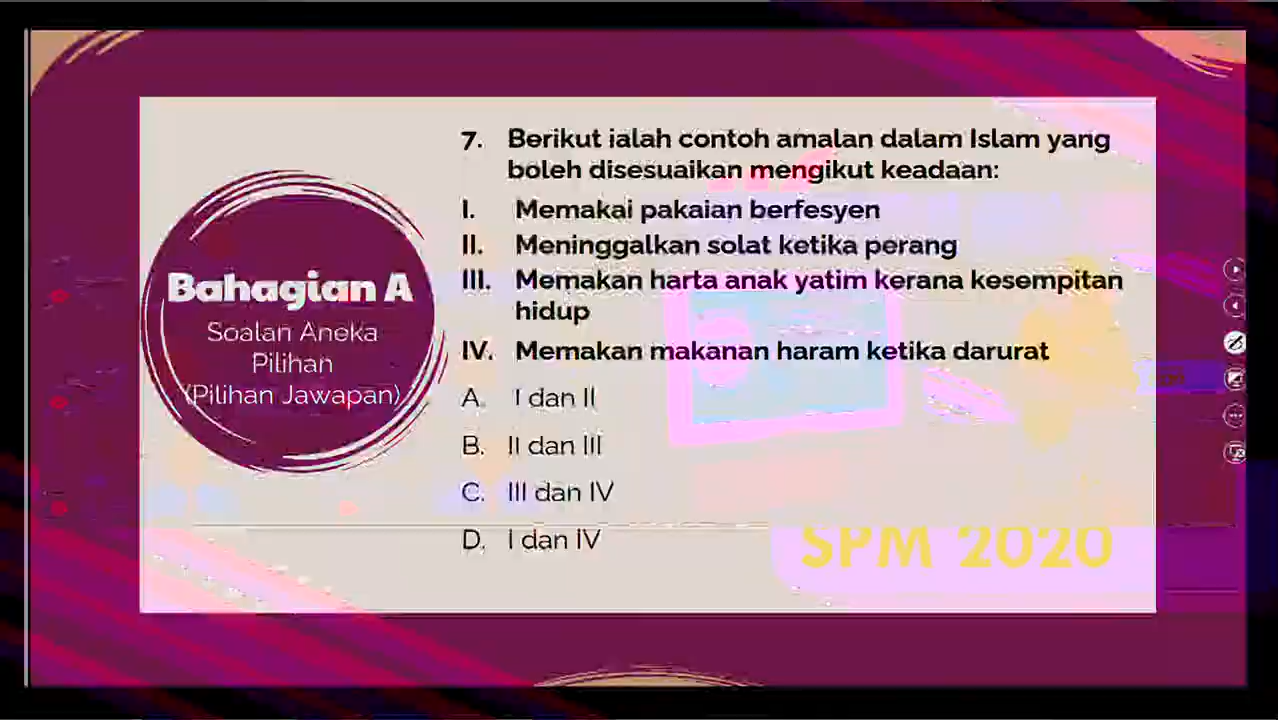 Bahagian A
Soalan Aneka
Pilihan
(Pilihan Jawapan)
7. Berikut ialah contoh amalan dalam Islam yang
boleh disesuaikan mengikut keadaan:
I. Memakai pakaian berfesyen
II. Meninggalkan solat ketika perang
III. Memakan harta anak yatim kerana kesempitan
hidup
IV. Memakan makanan haram ketika darurat
A. I dan II
B. II dan III
C. III dan IV
D. I dan IV
SPM 2020